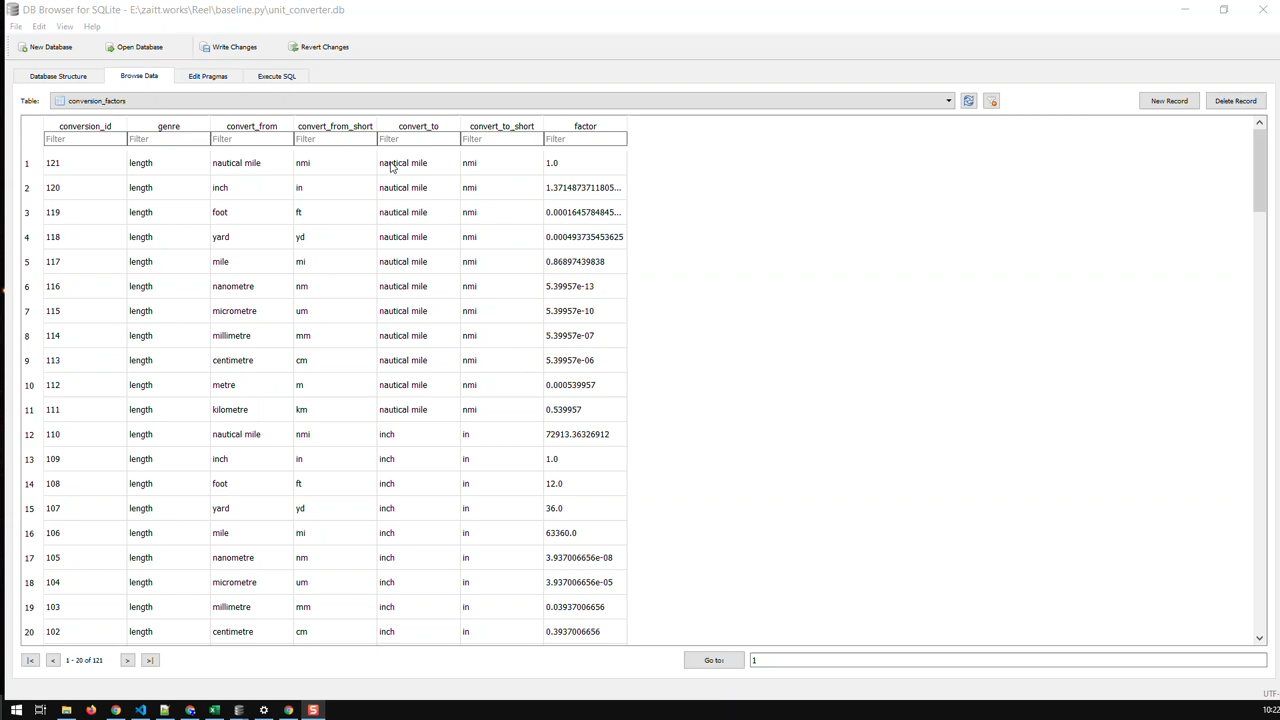 DB Browser for SQLite - E:\zaitt.works\Reel\baseline.py\unit_converter.db
File Edit View Help
New Database Open Database Write Changes Revert Changes
Database Structure Browse Data Edit Pragmas Execute SQL
Table: conversion_factors New Record Delete Record
conversion_id genre convert_from convert_from_short convert_to convert_to_short factor
Filter Filter Filter Filter Filter Filter Filter
1 121 length nautical mile nmi nautical mile nmi 1.0
2 120 length inch in nautical mile nmi 1.3714873711805...
3 119 length foot ft nautical mile nmi 0.0001645784845...
4 118 length yard yd nautical mile nmi 0.000493735453625
5 117 length mile mi nautical mile nmi 0.86897439838
6 116 length nanometre nm nautical mile nmi 5.39957e-13
7 115 length micrometre um nautical mile nmi 5.39957e-10
8 114 length millimetre mm nautical mile nmi 5.39957e-07
9 113 length centimetre cm nautical mile nmi 5.39957e-06
10 112 length metre m nautical mile nmi 0.000539957
11 111 length kilometre km nautical mile nmi 0.539957
12 110 length nautical mile nmi inch in 72913.36326912
13 109 length inch in inch in 1.0
14 108 length foot ft inch in 12.0
15 107 length yard yd inch in 36.0
16 106 length mile mi inch in 63360.0
17 105 length nanometre nm inch in 3.937006656e-08
18 104 length micrometre um inch in 3.937006656e-05
19 103 length millimetre mm inch in 0.03937006656
20 102 length centimetre cm inch in 0.3937006656
1 - 20 of 121 Go to: 1
UTF-
10:22